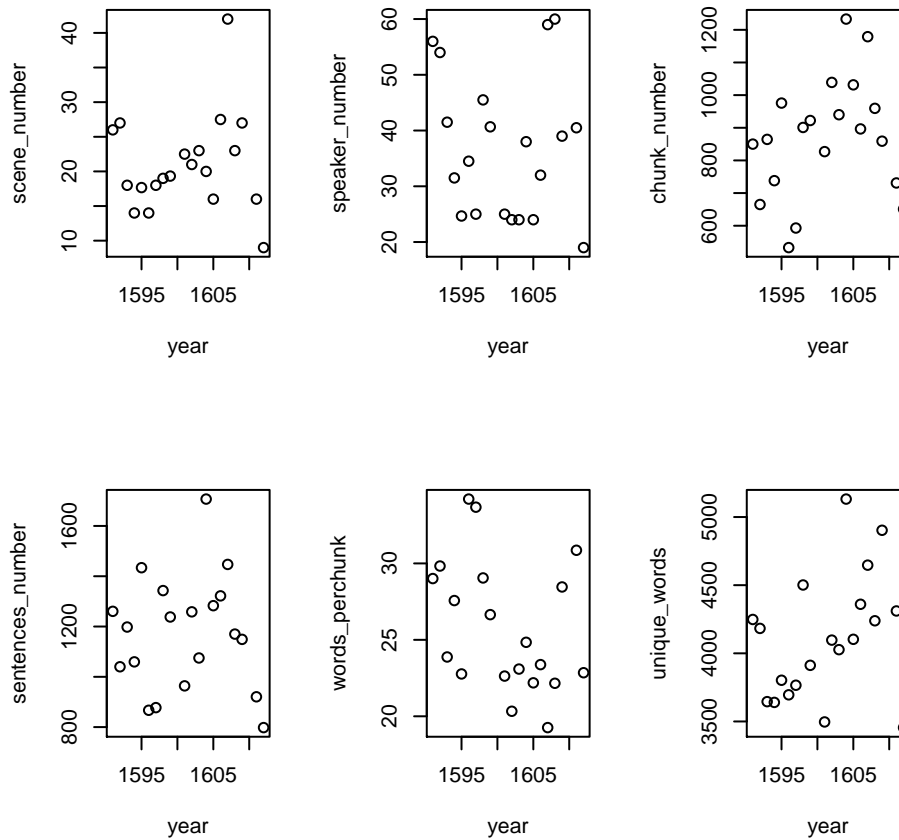 scene_number
40
30
20
10
1595
1605
year
speaker_number
60
50
40
30
20
1595
1605
year
chunk_number
1200
1000
800
600
1595
1605
year
sentences_number
1600
1200
800
1595
1605
year
words_perchunk
30
25
20
1595
1605
year
unique_words
5000
4500
4000
3500
1595
1605
year